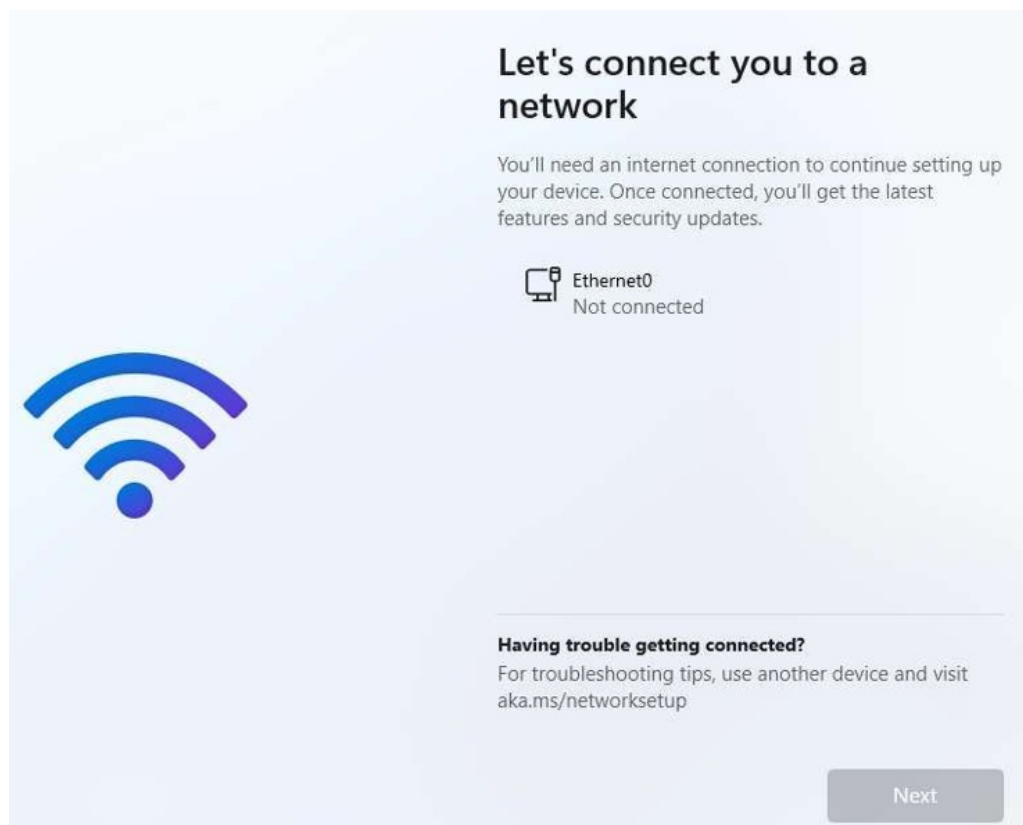 Let's connect you to a
network
You'll need an internet connection to continue setting up
your device. Once connected, you'll get the latest
features and security updates.
Ethernet0
Not connected
Having trouble getting connected?
For troubleshooting tips, use another device and visit
aka.ms/networksetup
Next